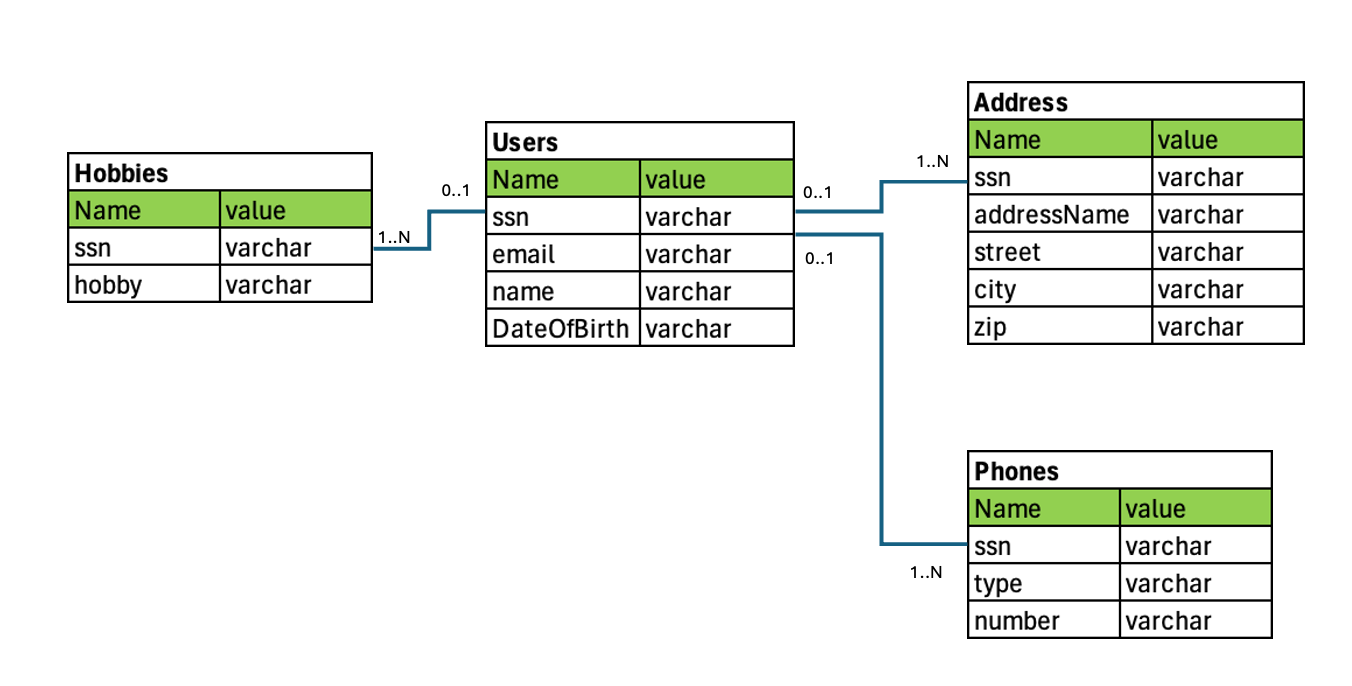 Hobbies
Name value
ssn varchar
hobby varchar
1..N
0..1
Users
Name value
ssn varchar
email varchar
name varchar
DateOfBirth varchar
0..1
1..N
0..1
1..N
Address
Name value
ssn varchar
addressName varchar
street varchar
city varchar
zip varchar
Phones
Name value
ssn varchar
type varchar
number varchar